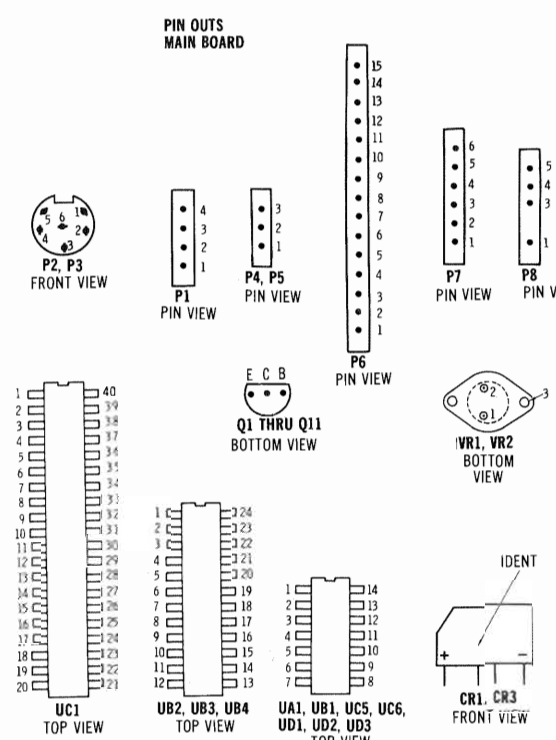 PIN OUTS
MAIN BOARD
15
14
13
12
11
10
9
8
7
6
5
4
3
2
1
P6
PIN VIEW
6
5
4
3
2
1
P7
PIN VIEW
5
4
3
1
P8
PIN V
5 6 1
4 2
3
P2, P3
FRONT VIEW
4
3
2
1
P1
PIN VIEW
3
2
1
P4, P5
PIN VIEW
E C B
Q1 THRU Q11
BOTTOM VIEW
2
1
3
VR1, VR2
BOTTOM
VIEW
1 40
2 39
3 38
4 37
5 36
6 35
7 34
8 33
9 32
10 31
11 30
12 29
13 28
14 27
15 26
16 25
17 24
18 23
19 22
20 21
UC1
TOP VIEW
1 24
2 23
3 22
4 21
5 20
6 19
7 18
8 17
9 16
10 15
11 14
12 13
UB2, UB3, UB4
TOP VIEW
1 14
2 13
3 12
4 11
5 10
6 9
7 8
UA1, UB1, UC5, UC6,
UD1, UD2, UD3
TOP VIEW
IDENT
+ −
CR1, CR3
FRONT VIEW